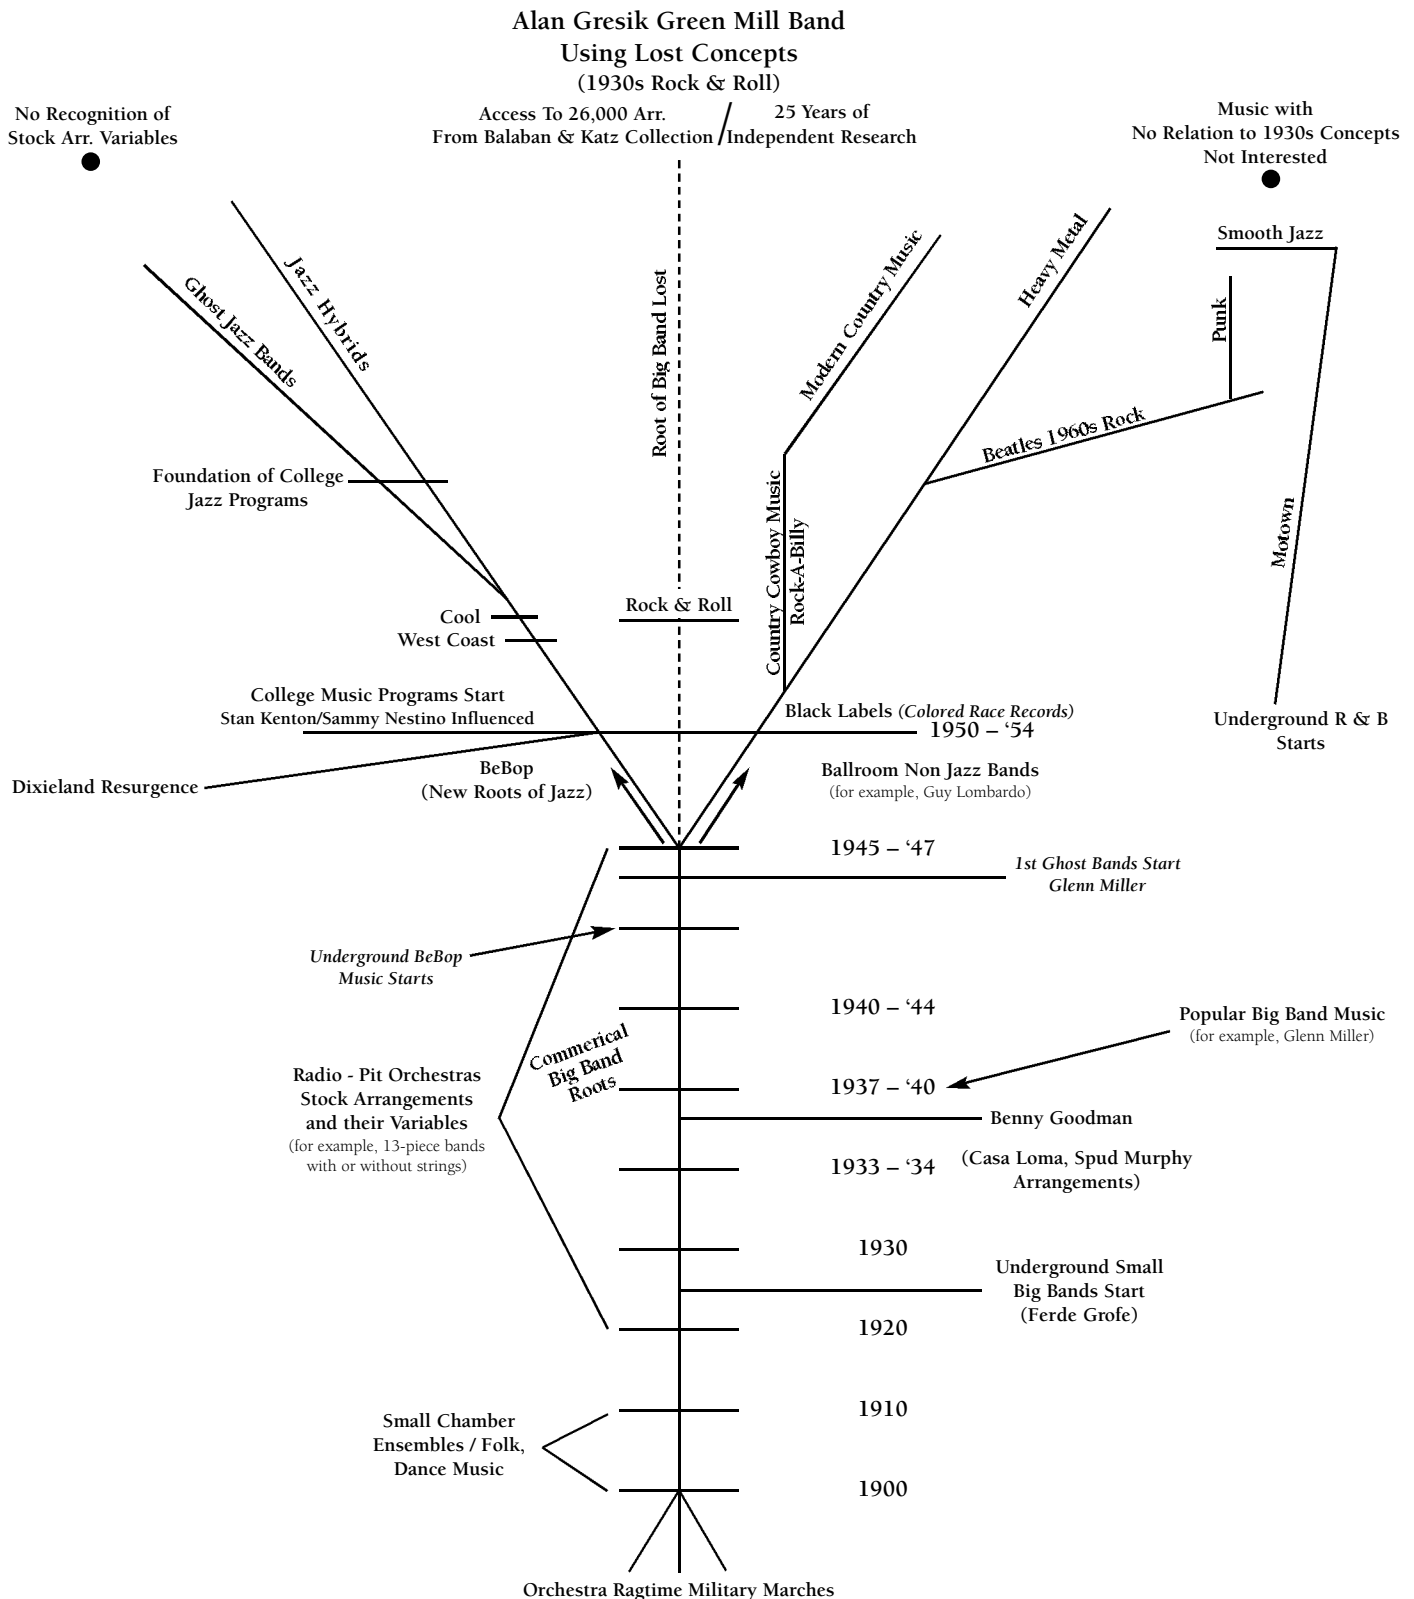 Alan Gresik Green Mill Band
Using Lost Concepts
(1930s Rock & Roll)
No Recognition of
Stock Arr. Variables
Access To 26,000 Arr.
From Balaban & Katz Collection
/
25 Years of
Independent Research
Music with
No Relation to 1930s Concepts
Not Interested
Smooth Jazz
Ghost Jazz Bands
Jazz Hybrids
Root of Big Band Lost
Modern Country Music
Heavy Metal
Punk
Beatles 1960s Rock
Motown
Foundation of College
Jazz Programs
Country Cowboy Music
Rock-A-Billy
Rock & Roll
Cool
West Coast
College Music Programs Start
Stan Kenton/Sammy Nestino Influenced
Black Labels (Colored Race Records)
1950 – ‘54
Underground R & B
Starts
Dixieland Resurgence
BeBop
(New Roots of Jazz)
Ballroom Non Jazz Bands
(for example, Guy Lombardo)
1945 – ‘47
1st Ghost Bands Start
Glenn Miller
Underground BeBop
Music Starts
1940 – ‘44
Popular Big Band Music
(for example, Glenn Miller)
Commerical
Big Band
Roots
Radio - Pit Orchestras
Stock Arrangements
and their Variables
(for example, 13-piece bands
with or without strings)
1937 – ‘40
Benny Goodman
1933 – ‘34
(Casa Loma, Spud Murphy
Arrangements)
1930
Underground Small
Big Bands Start
(Ferde Grofe)
1920
1910
Small Chamber
Ensembles / Folk,
Dance Music
1900
Orchestra Ragtime Military Marches